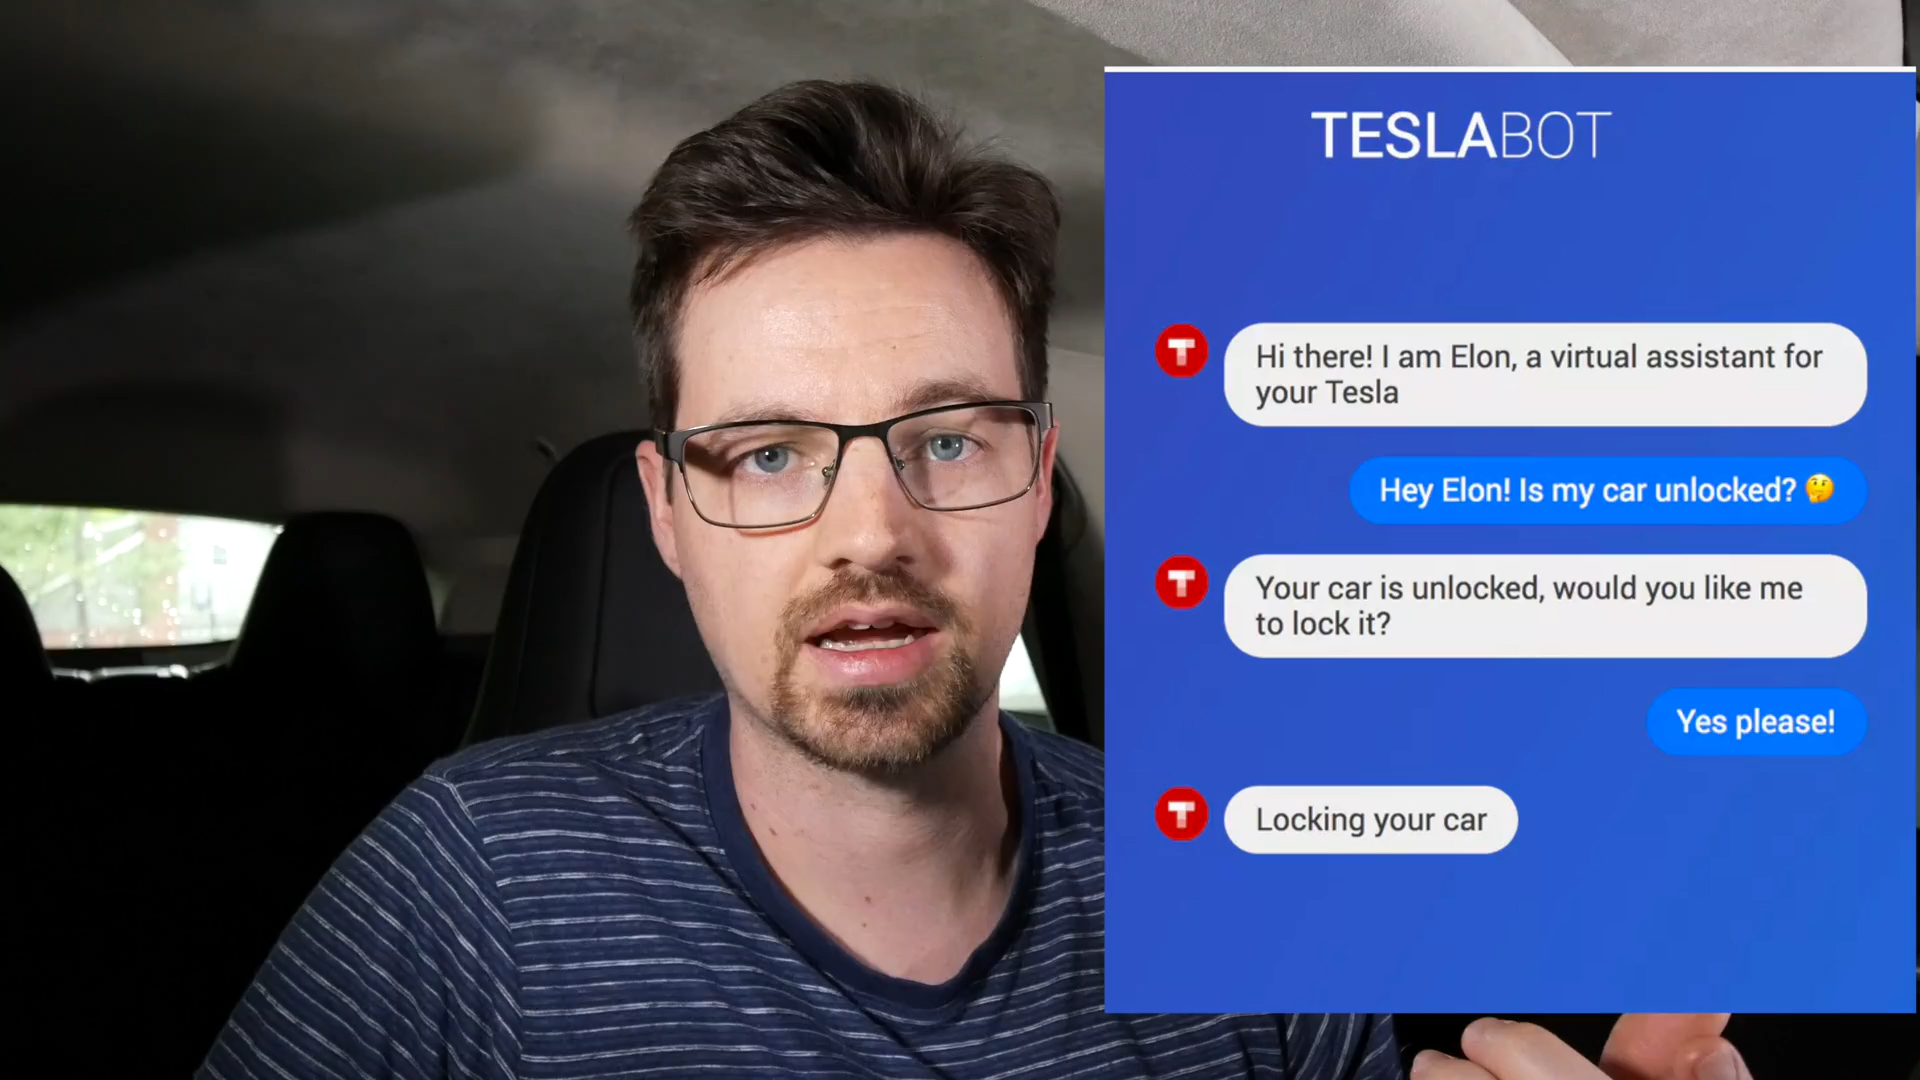 TESLABOT
T
Hi there! I am Elon, a virtual assistant for
your Tesla
Hey Elon! Is my car unlocked? 🤔
T
Your car is unlocked, would you like me
to lock it?
Yes please!
T
Locking your car